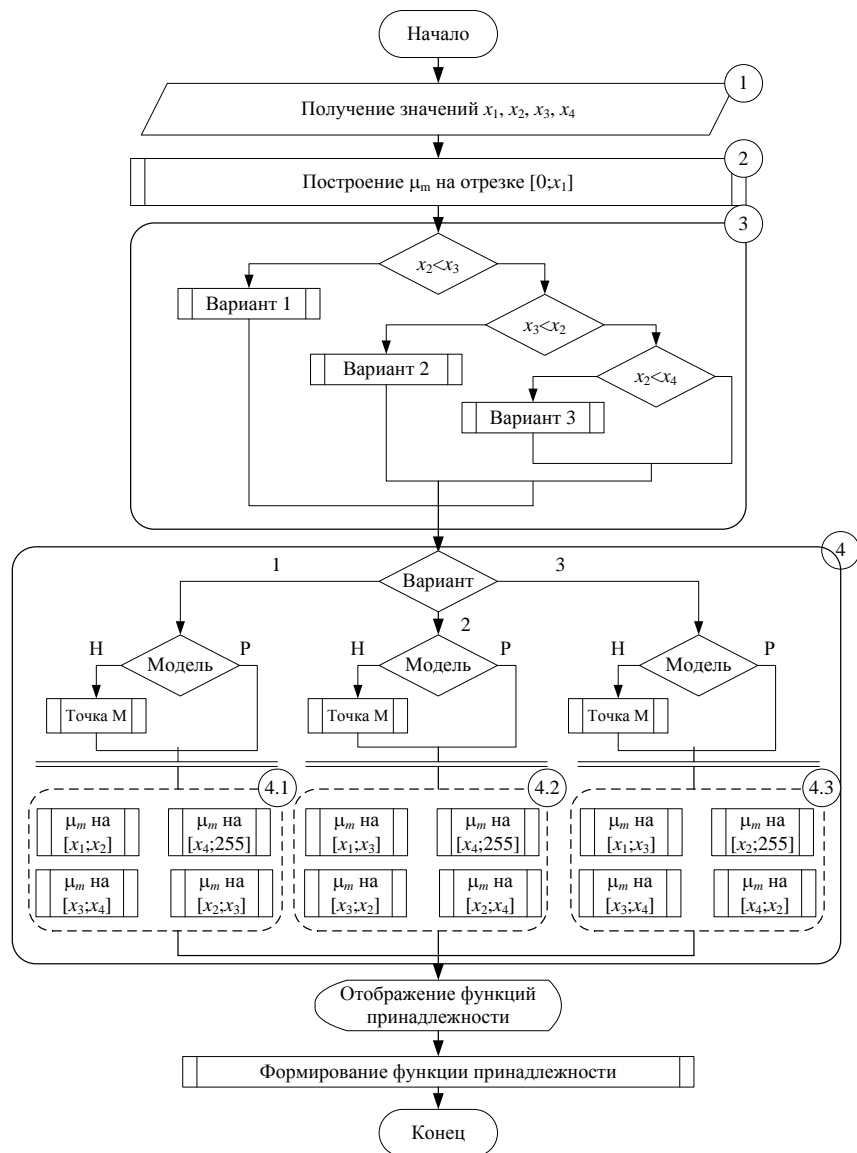 Начало
1
Получение значений x1, x2, x3, x4
2
Построение μm на отрезке [0;x1]
3
x2<x3
Вариант 1
x3<x2
Вариант 2
x2<x4
Вариант 3
4
1
Вариант
3
2
Н
Модель
Р
Н
Модель
Р
Н
Модель
Р
Точка М
Точка М
Точка М
4.1
4.2
4.3
μm на
[x1;x2]
μm на
[x4;255]
μm на
[x1;x3]
μm на
[x4;255]
μm на
[x1;x3]
μm на
[x2;255]
μm на
[x3;x4]
μm на
[x2;x3]
μm на
[x3;x2]
μm на
[x2;x4]
μm на
[x3;x4]
μm на
[x4;x2]
Отображение функций
принадлежности
Формирование функции принадлежности
Конец